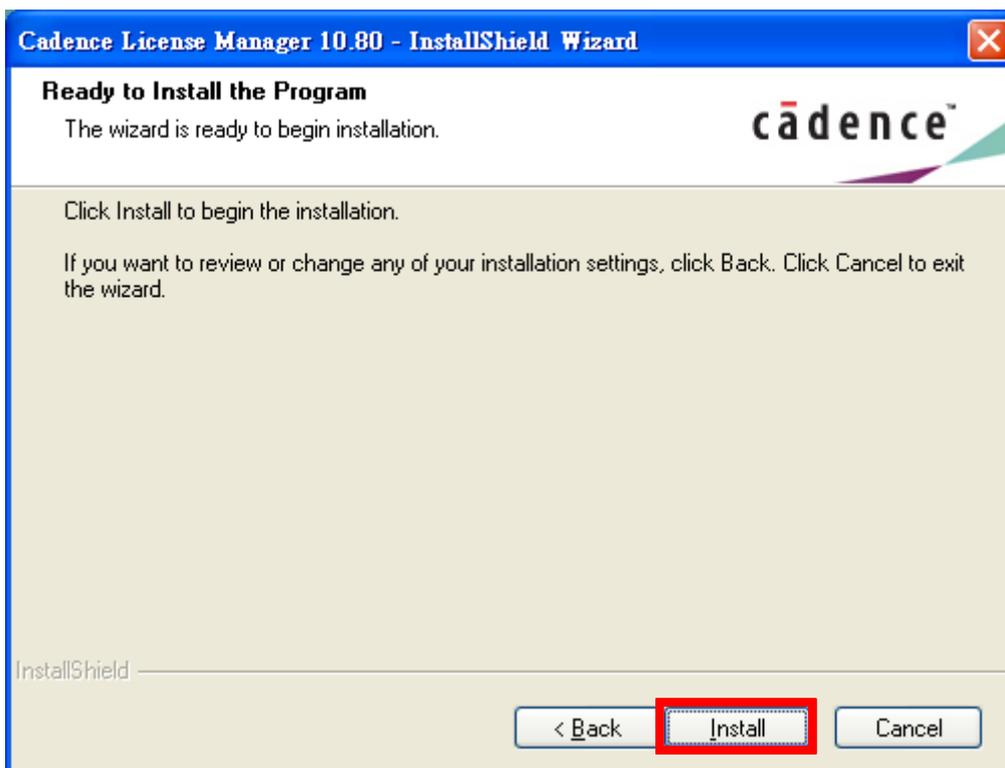 Cadence License Manager 10.80 - InstallShield Wizard
Ready to Install the Program
The wizard is ready to begin installation.
cādence™
Click Install to begin the installation.
If you want to review or change any of your installation settings, click Back. Click Cancel to exit
the wizard.
InstallShield
< Back
Install
Cancel